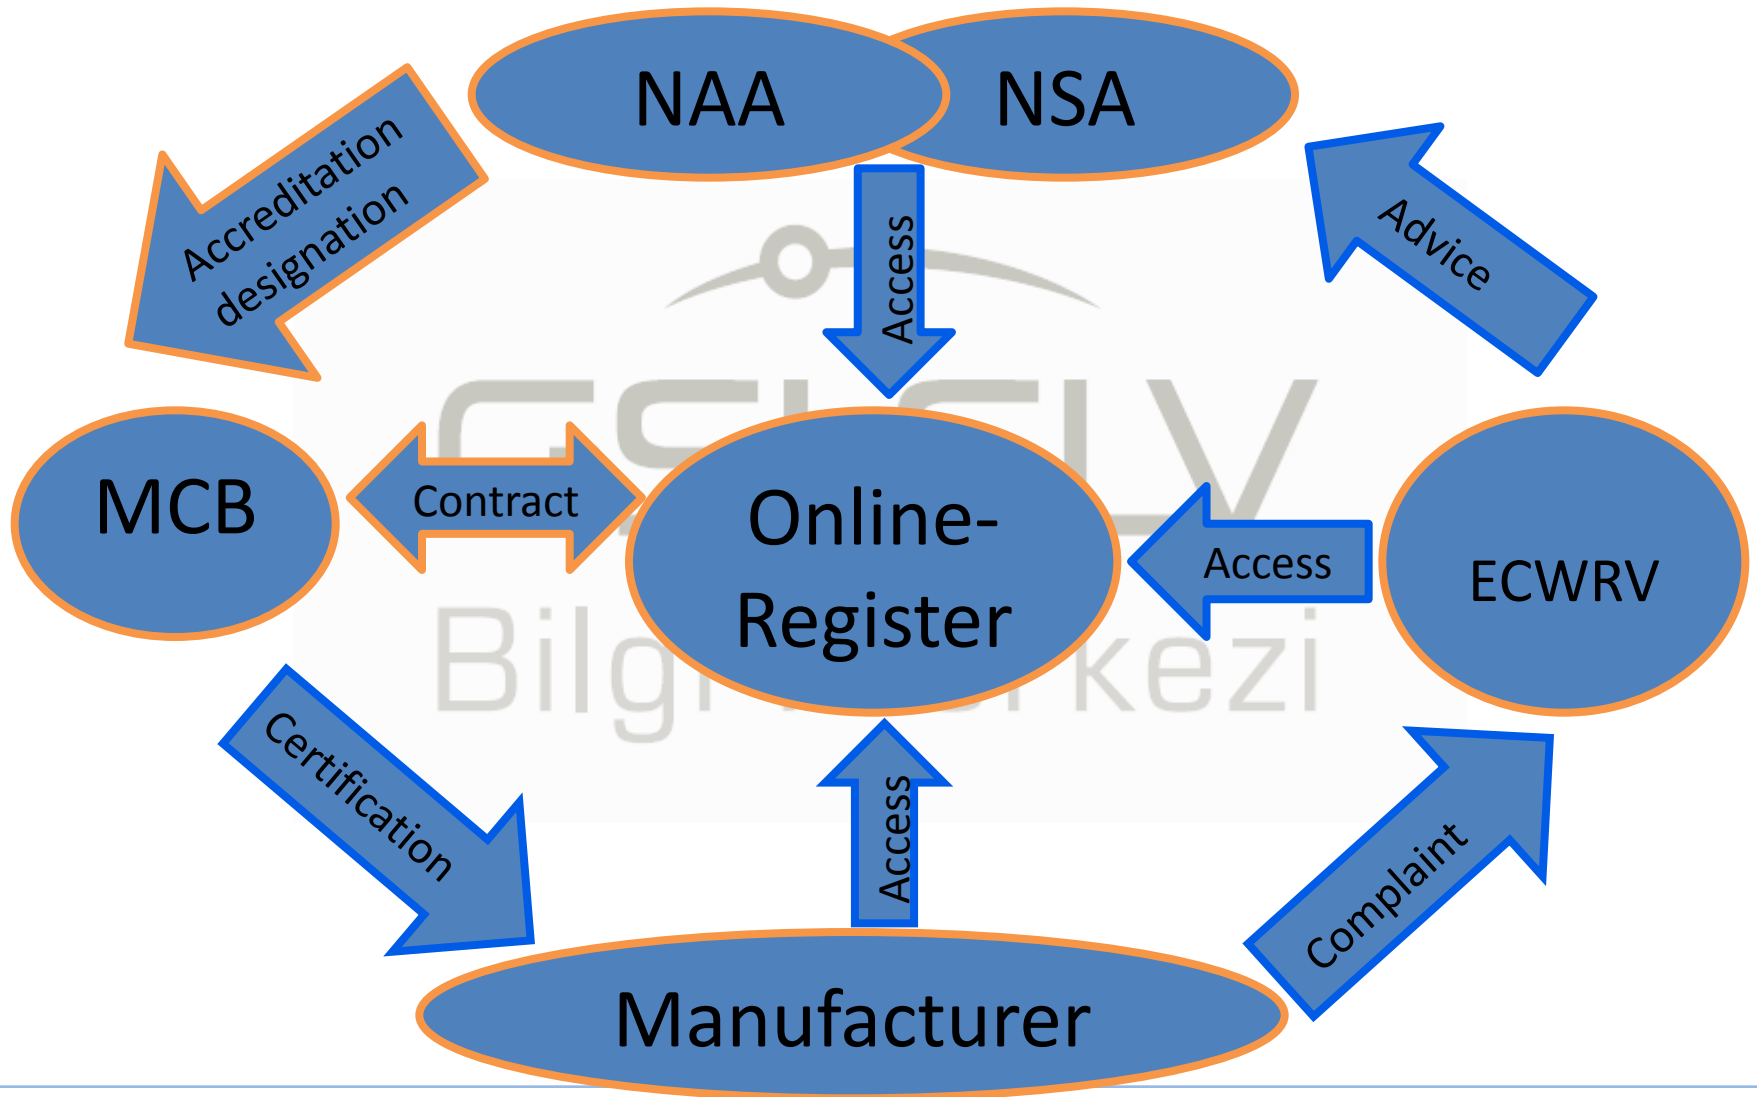 NAA
NSA
Accreditation
designation
Access
Advice
MCB
Contract
Online-
Register
Access
ECWRV
Certification
Access
Complaint
Manufacturer